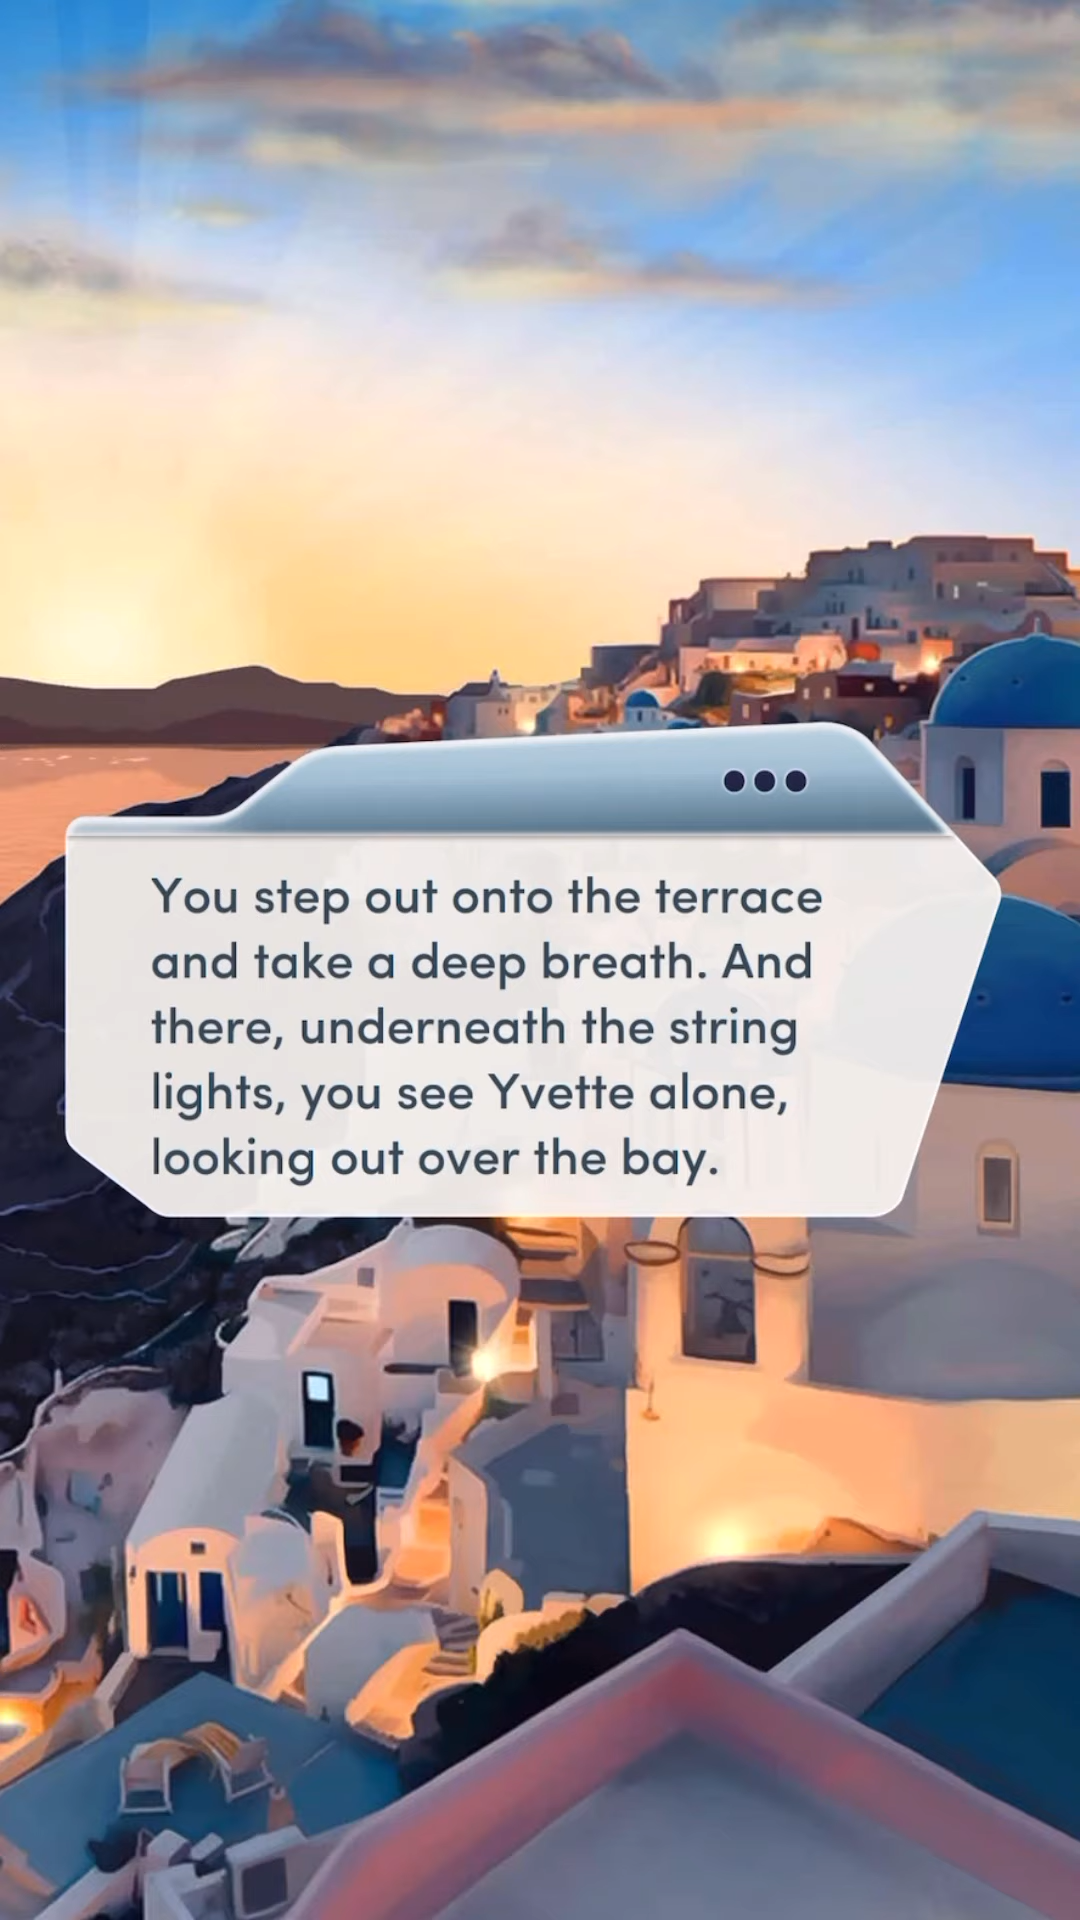 You step out onto the terrace
and take a deep breath. And
there, underneath the string
lights, you see Yvette alone,
looking out over the bay.